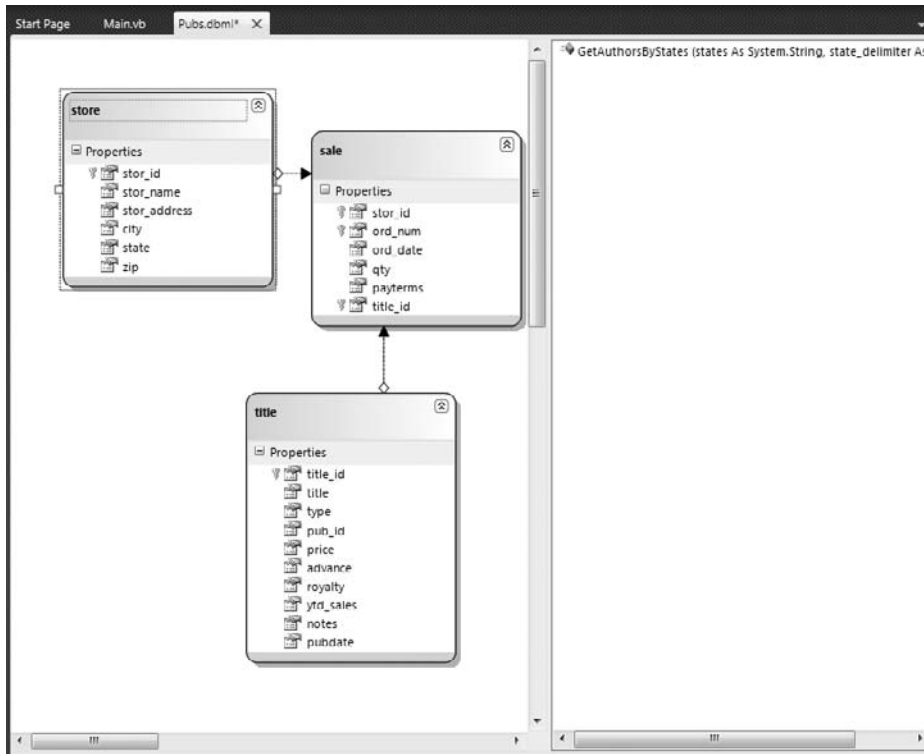 Start Page Main.vb Pubs.dbml*
store
Properties
stor_id
stor_name
stor_address
city
state
zip
sale
Properties
stor_id
ord_num
ord_date
qty
payterms
title_id
title
Properties
title_id
title
type
pub_id
price
advance
royalty
ytd_sales
notes
pubdate
GetAuthorsByStates (states As System.String, state_delimiter As